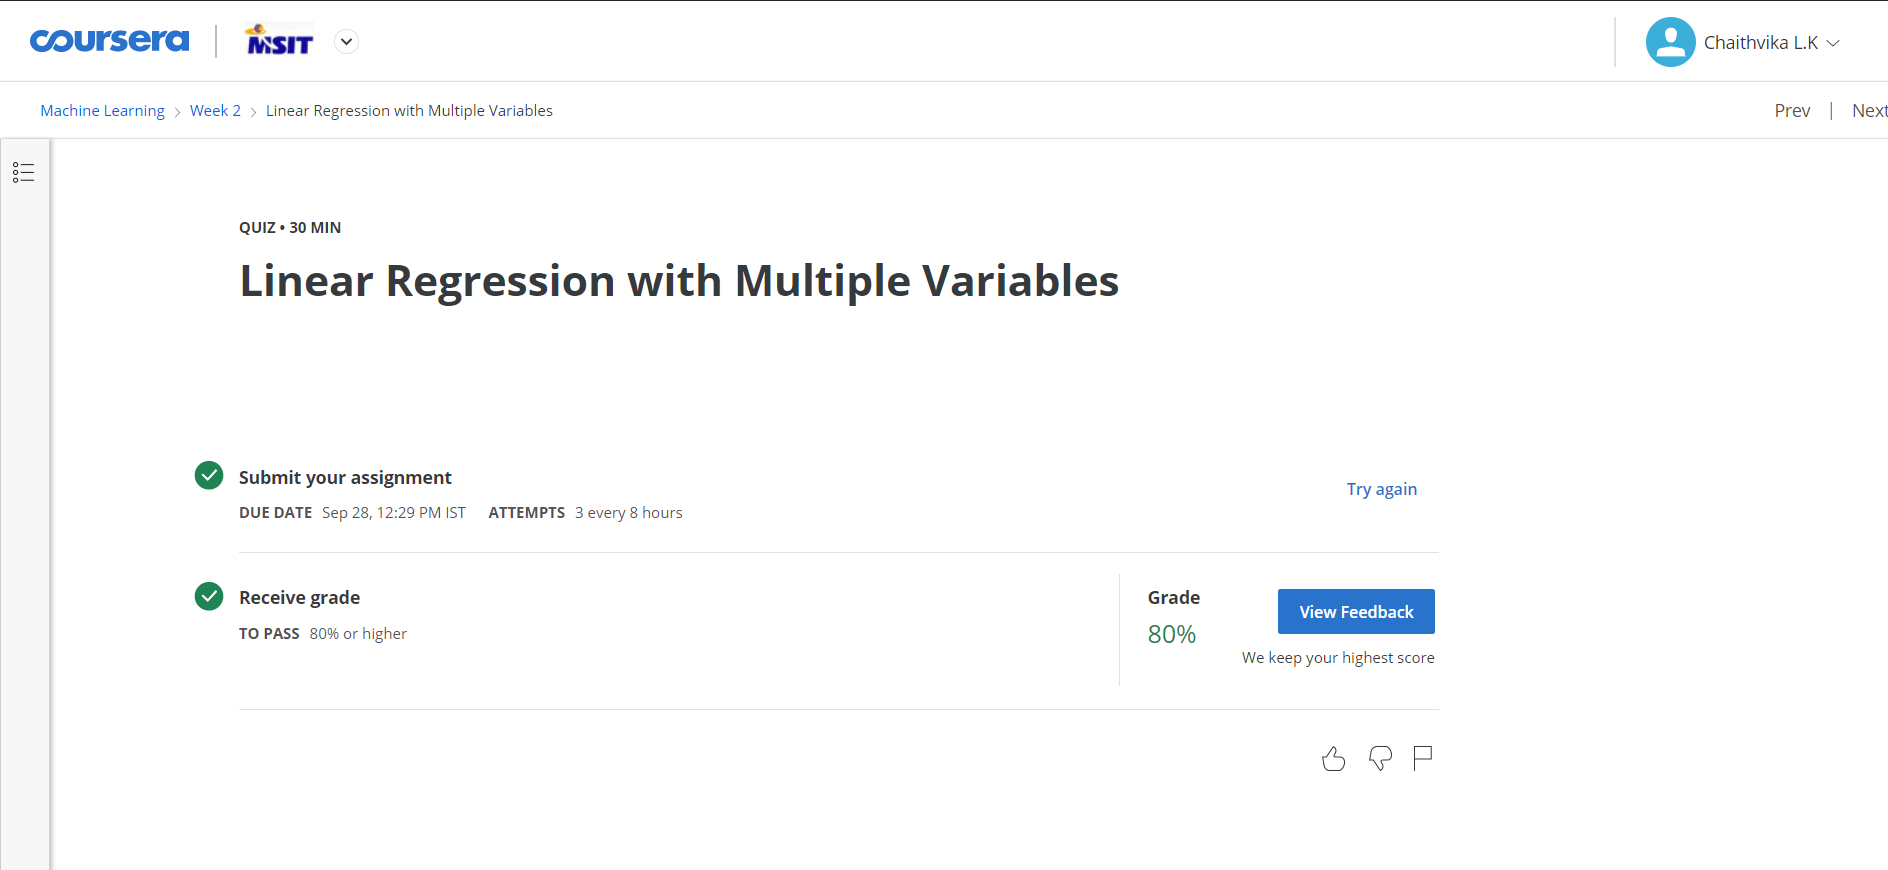 coursera
MSIT
Chaithvika L.K
Machine Learning > Week 2 > Linear Regression with Multiple Variables
Prev | Next
QUIZ • 30 MIN
Linear Regression with Multiple Variables
Submit your assignment
DUE DATE Sep 28, 12:29 PM IST ATTEMPTS 3 every 8 hours
Try again
Receive grade
TO PASS 80% or higher
Grade
80%
View Feedback
We keep your highest score